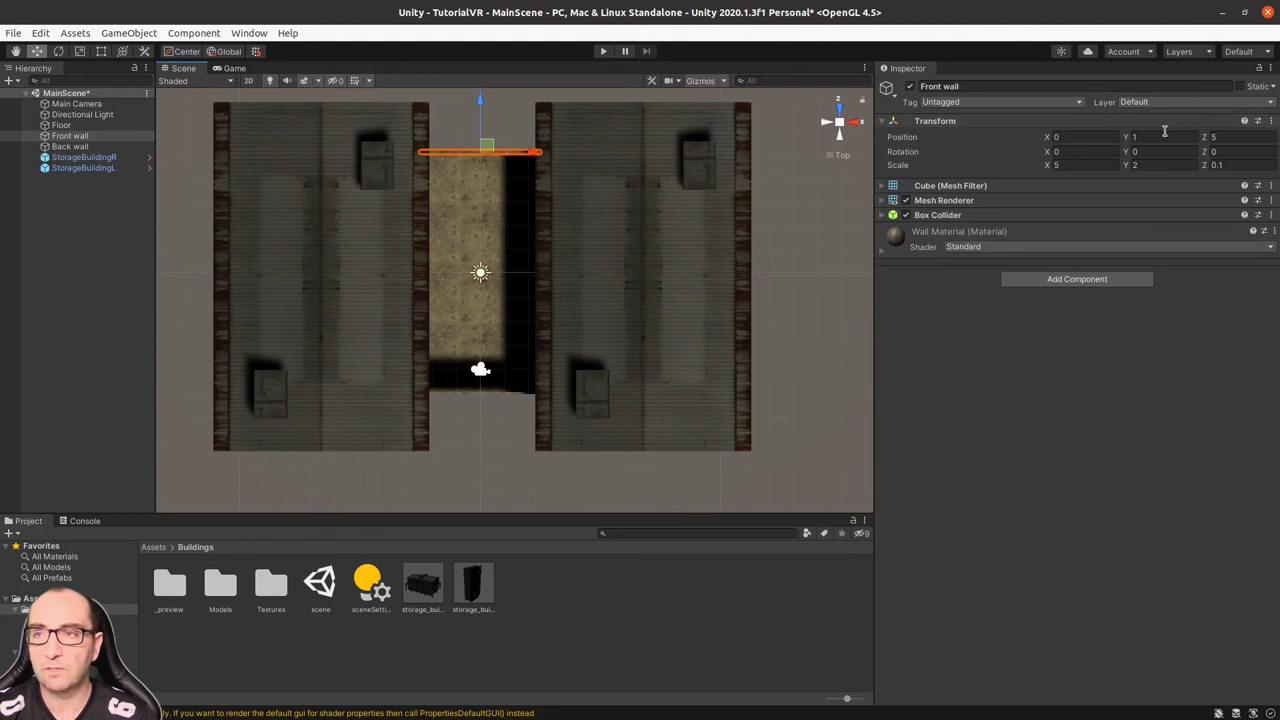 Unity - TutorialVR - MainScene - PC, Mac & Linux Standalone - Unity 2020.1.3f1 Personal* <OpenGL 4.5>
File Edit Assets GameObject Component Window Help
Center Global Account Layers Default
Hierarchy Scene Game Inspector
All Shaded 2D 0 Gizmos All Front wall Static
MainScene*
Tag Untagged Layer Default
Main Camera
Directional Light
Floor
Front wall
Back wall
StorageBuildingR
StorageBuildingL
z x
Top
Transform
Position X 0 Y 1 Z 5
Rotation X 0 Y 0 Z 0
Scale X 5 Y 2 Z 0.1
Cube (Mesh Filter)
Mesh Renderer
Box Collider
Wall Material (Material)
Shader Standard
Add Component
Project Console
9
Favorites
All Materials
All Models
All Prefabs
Assets > Buildings
_preview Models Textures scene sceneSetti... storage_bui... storage_bui...
If you want to render the default gui for shader properties then call PropertiesDefaultGUI() instead